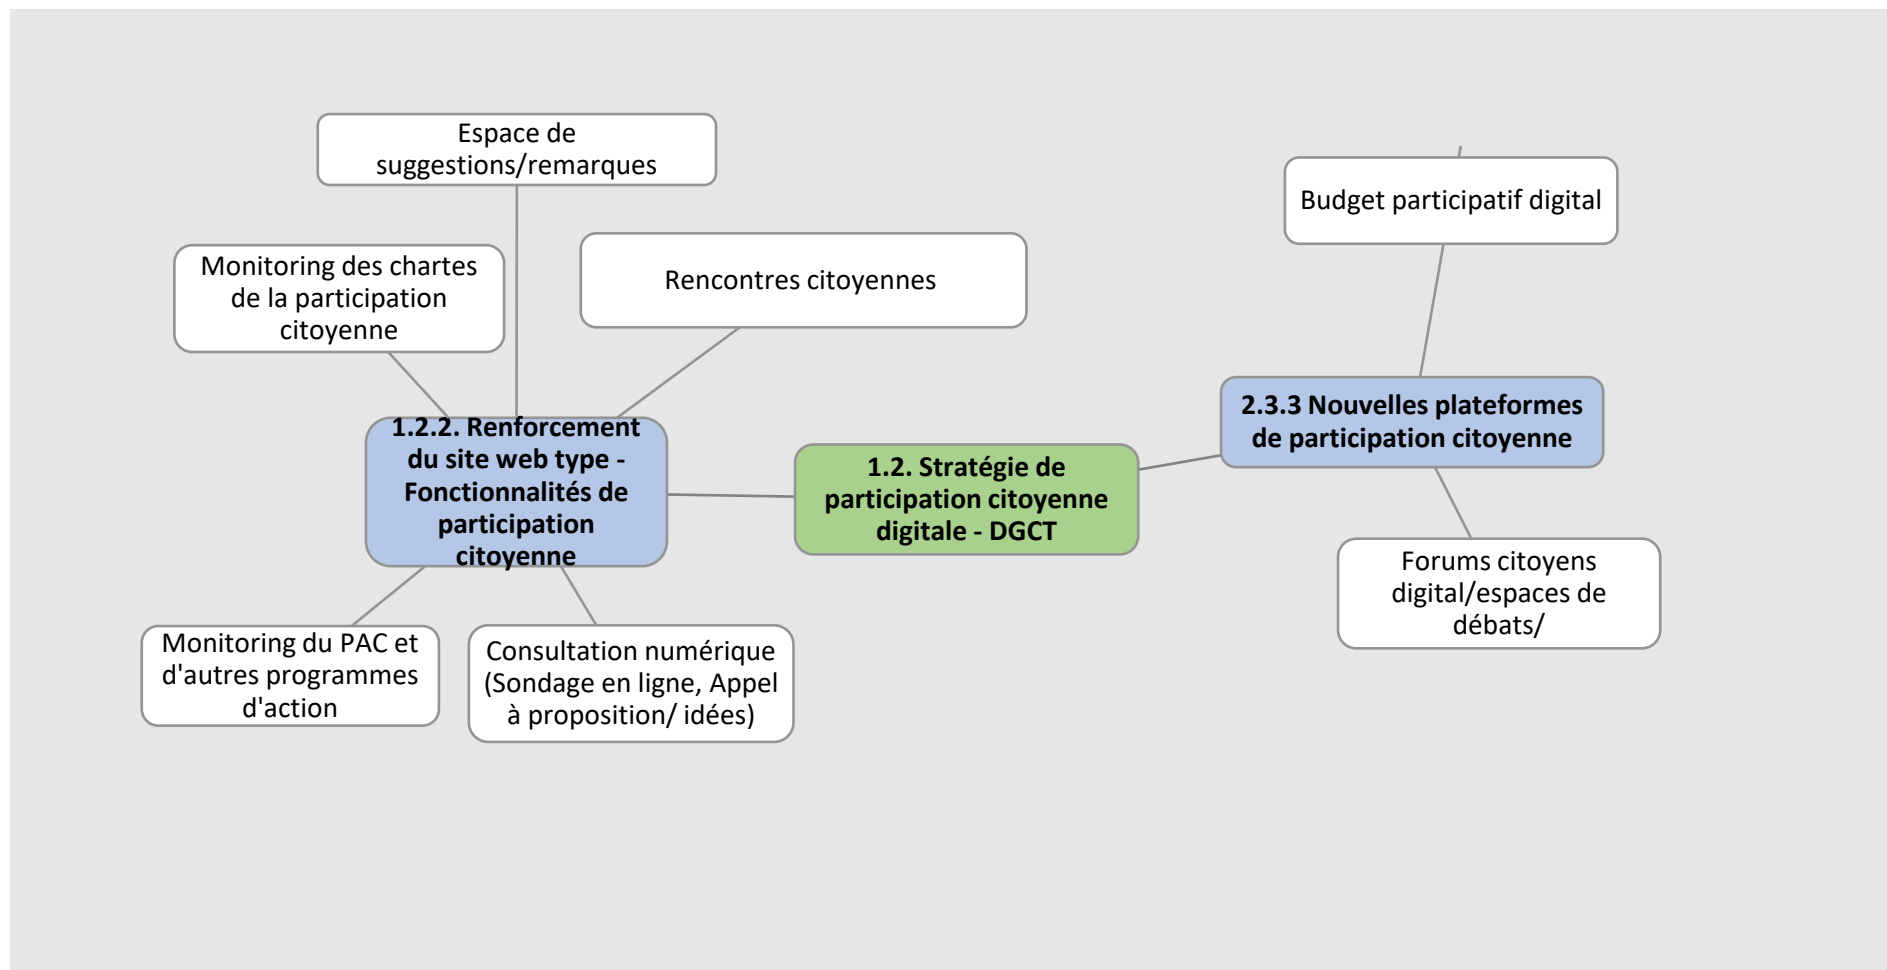 Espace de
suggestions/remarques
Monitoring des chartes
de la participation
citoyenne
Rencontres citoyennes
Budget participatif digital
1.2.2. Renforcement
du site web type -
Fonctionnalités de
participation
citoyenne
1.2. Stratégie de
participation citoyenne
digitale - DGCT
2.3.3 Nouvelles plateformes
de participation citoyenne
Monitoring du PAC et
d'autres programmes
d'action
Consultation numérique
(Sondage en ligne, Appel
à proposition/ idées)
Forums citoyens
digital/espaces de
débats/